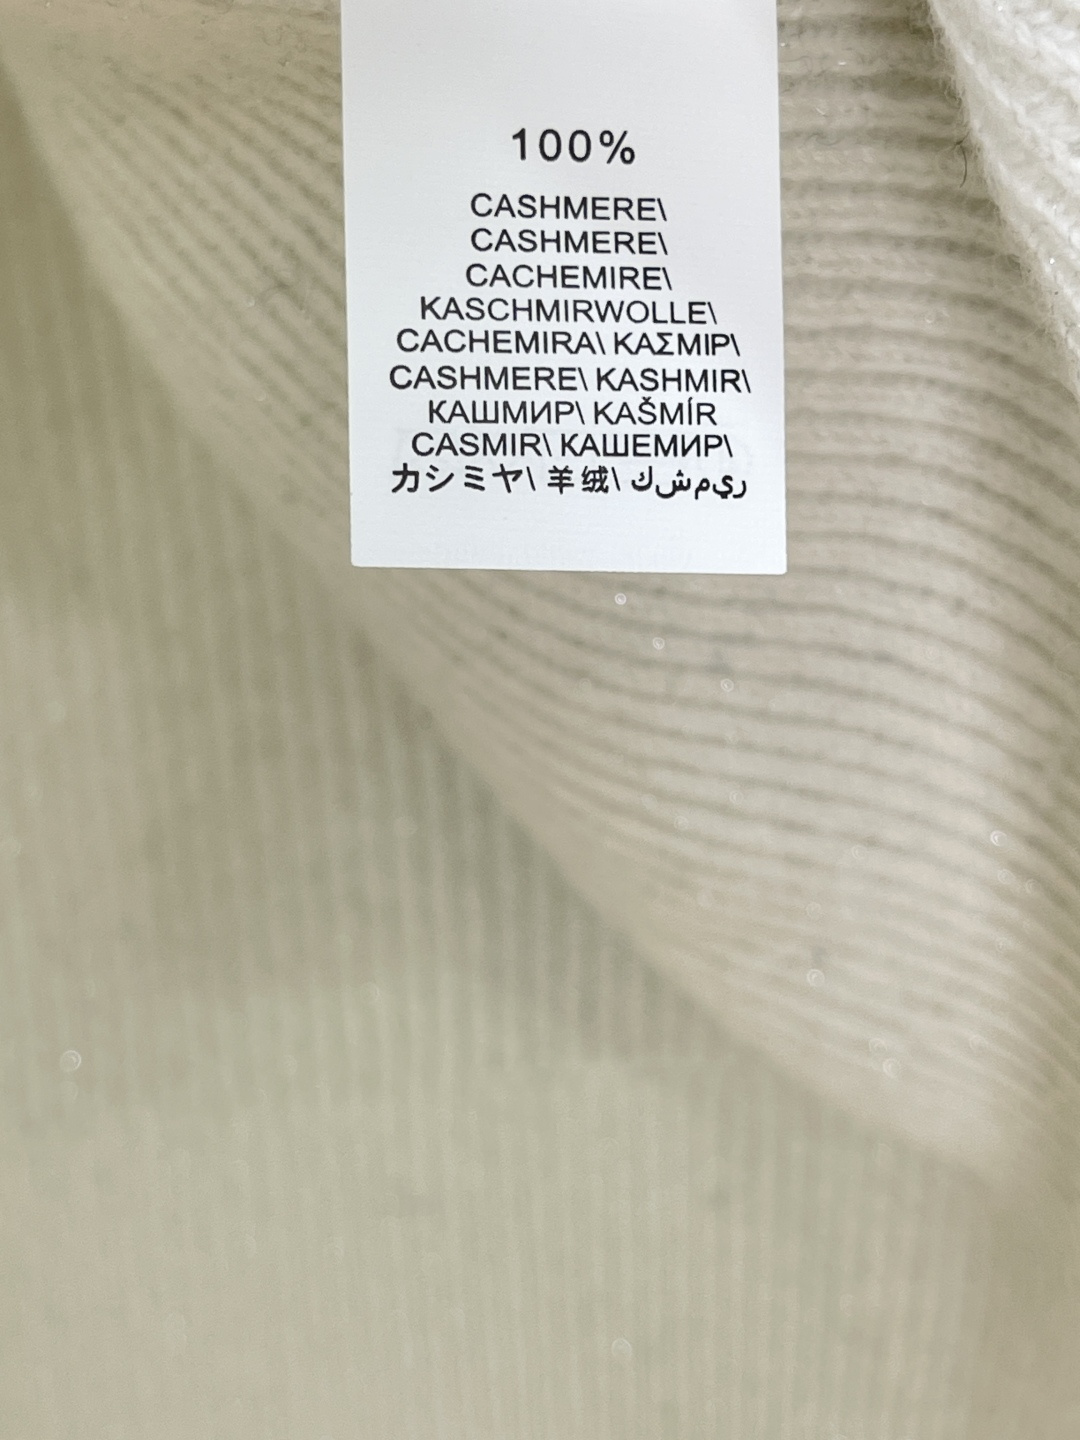 100%
CASHMERE\
CASHMERE\
CACHEMIRE\
KASCHMIRWOLLE\
CACHEMIRA\ ΚΑΣΜΙΡ\
CASHMERE\ KASHMIR\
КАШМИР\ KAŠMÍR
CASMIR\ КАШЕМИР\
カシミヤ\ 羊绒\ ريمشك